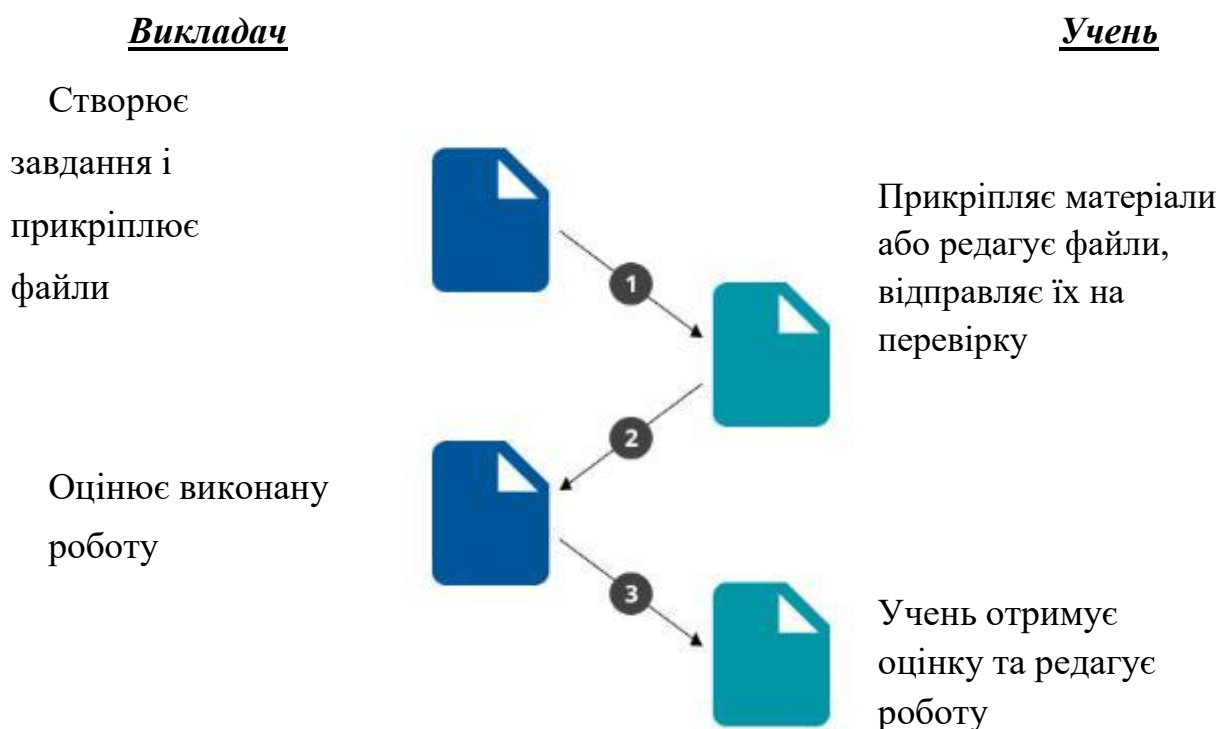 Викладач
Учень
Створює
завдання і
прикріплює
файли
Прикріпляє матеріали
або редагує файли,
відправляє їх на
перевірку
1
2
Оцінює виконану
роботу
3
Учень отримує
оцінку та редагує
роботу